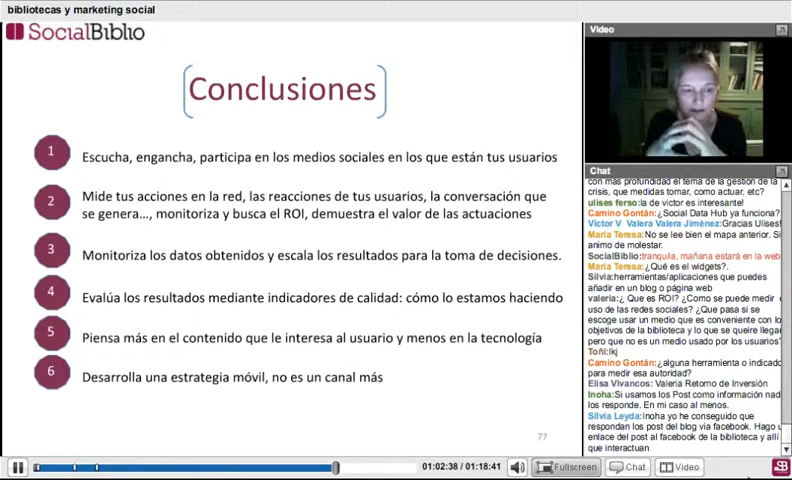 bibliotecas y marketing social
SocialBiblio
Conclusiones
1
Escucha, engancha, participa en los medios sociales en los que están tus usuarios
2
Mide tus acciones en la red, las reacciones de tus usuarios, la conversación que
se genera..., monitoriza y busca el ROI, demuestra el valor de las actuaciones
3
Monitoriza los datos obtenidos y escala los resultados para la toma de decisiones.
4
Evalúa los resultados mediante indicadores de calidad: cómo lo estamos haciendo
5
Piensa más en el contenido que le interesa al usuario y menos en la tecnología
6
Desarrolla una estrategia móvil, no es un canal más
77
Video
Chat
con más profundidad el tema de la gestión de la
crisis, que medidas tomar, como actuar, etc?
ulises ferso:la de victor es interesante!
Camino Gontán:¿Social Data Hub ya funciona?
Victor V Valera Valera Jiménez:Gracias Ulises!
Maria Teresa:No se lee bien el mapa anterior. Si
animo de molestar.
SocialBiblio:tranquila, mañana estará en la web
Maria Teresa:¿Qué es el widgets?.
Silvia:herramientas/aplicaciones que puedes
añadir en un blog o página web
valeria:¿ Que es ROI? ¿Como se puede medir
uso de las redes sociales? ¿Que pasa si se
escoge usar un medio que es conveniente con lo
objetivos de la biblioteca y lo que se queire llegar
pero que no es un medio usado por los usuarios?
Toñi:lkj
Camino Gontán:¿alguna herramienta o indicado
para medir esa autoridad?
Elisa Vivancos: Valeria Retorno de Inversión
Inoha:Si usamos los Post como información nad
los responde. En mi caso al menos.
Silvia Leyda:Inoha yo he conseguido que
respondan los post del blog via facebook. Hago u
enlace del post al facebook de la biblioteca y allí
que interactuan
01:02:38 / 01:18:41
Fullscreen
Chat
Video
SB